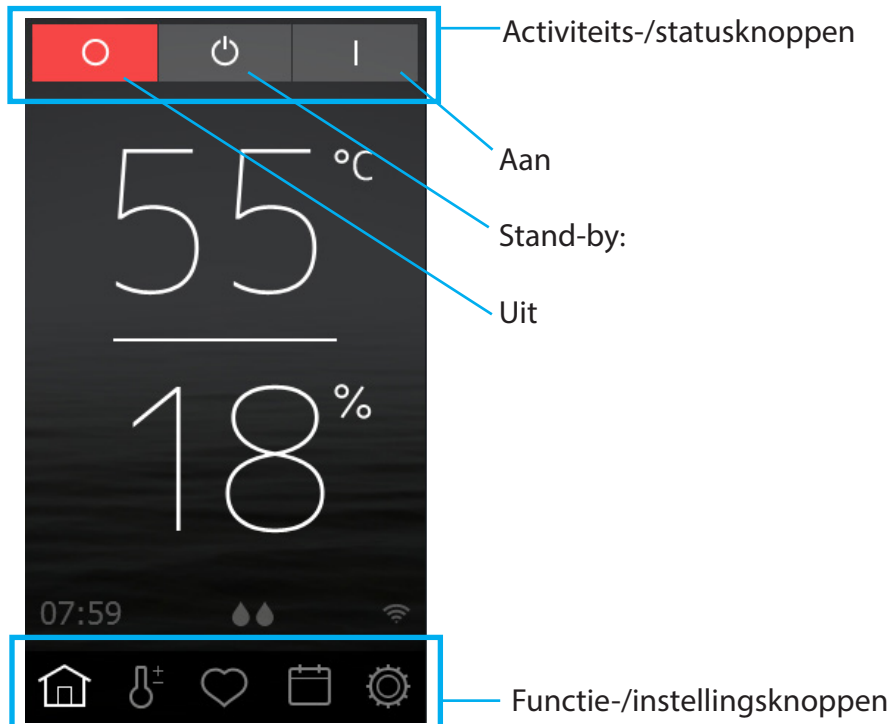 Activiteits-/statusknoppen
55 °C
Aan
Stand-by:
Uit
18 %
07:59
Functie-/instellingsknoppen